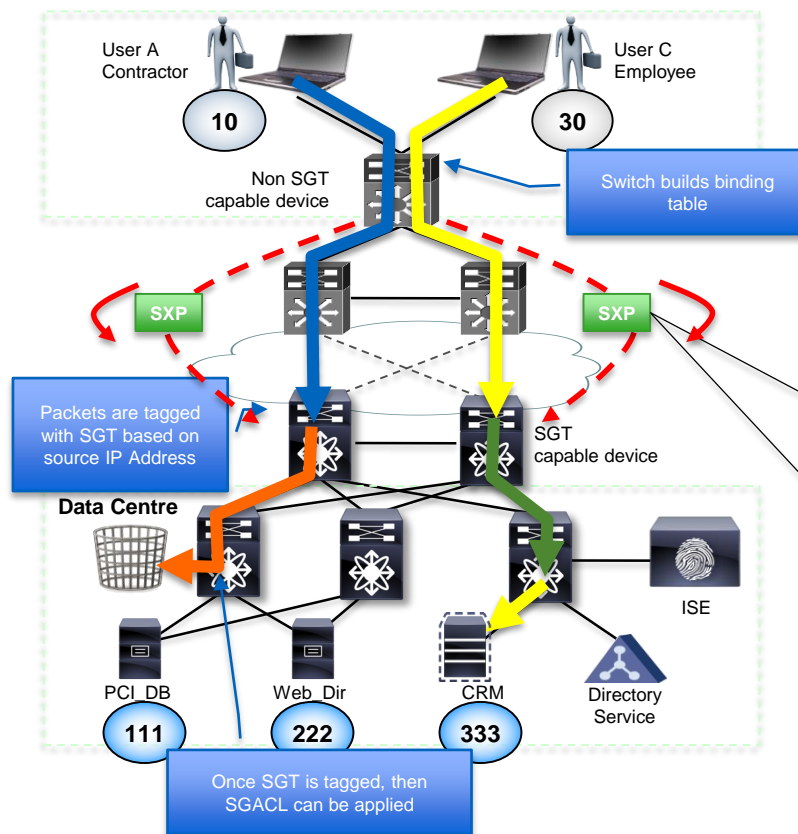 User A
Contractor
10
User C
Employee
30
Non SGT
capable device
Switch builds binding
table
SXP
SXP
Packets are tagged
with SGT based on
source IP Address
SGT
capable device
Data Centre
ISE
PCI_DB
111
Web_Dir
222
CRM
333
Directory
Service
Once SGT is tagged, then
SGACL can be applied